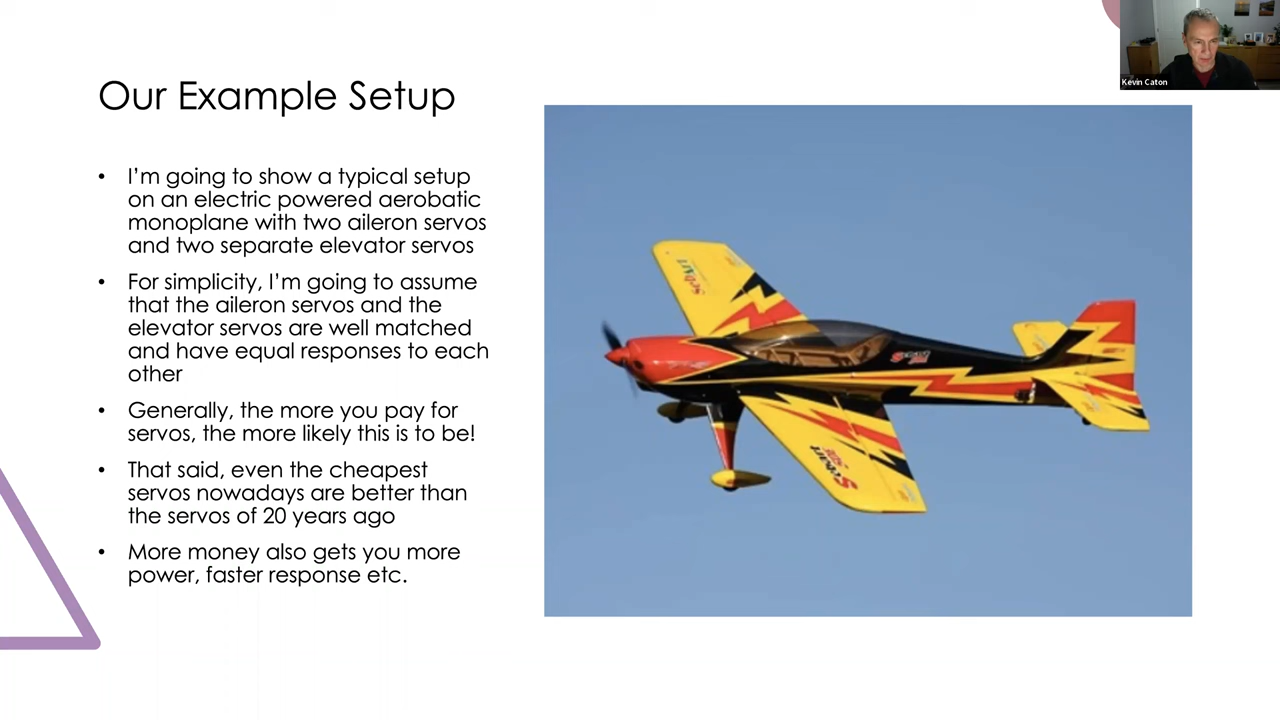 Kevin Caton
Our Example Setup
• I'm going to show a typical setup
on an electric powered aerobatic
monoplane with two aileron servos
and two separate elevator servos
• For simplicity, I'm going to assume
that the aileron servos and the
elevator servos are well matched
and have equal responses to each
other
• Generally, the more you pay for
servos, the more likely this is to be!
• That said, even the cheapest
servos nowadays are better than
the servos of 20 years ago
• More money also gets you more
power, faster response etc.
Sebart
Sebart